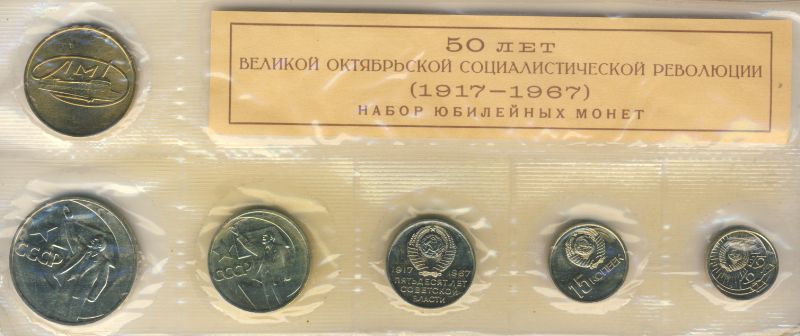 50 ЛЕТ
ВЕЛИКОЙ ОКТЯБРЬСКОЙ СОЦИАЛИСТИЧЕСКОЙ РЕВОЛЮЦИИ
(1917—1967)
НАБОР ЮБИЛЕЙНЫХ МОНЕТ
ЛМД
СССР
СССР
1917 1967
ПЯТЬДЕСЯТ ЛЕТ
СОВЕТСКОЙ
ВЛАСТИ
15 КОПЕЕК